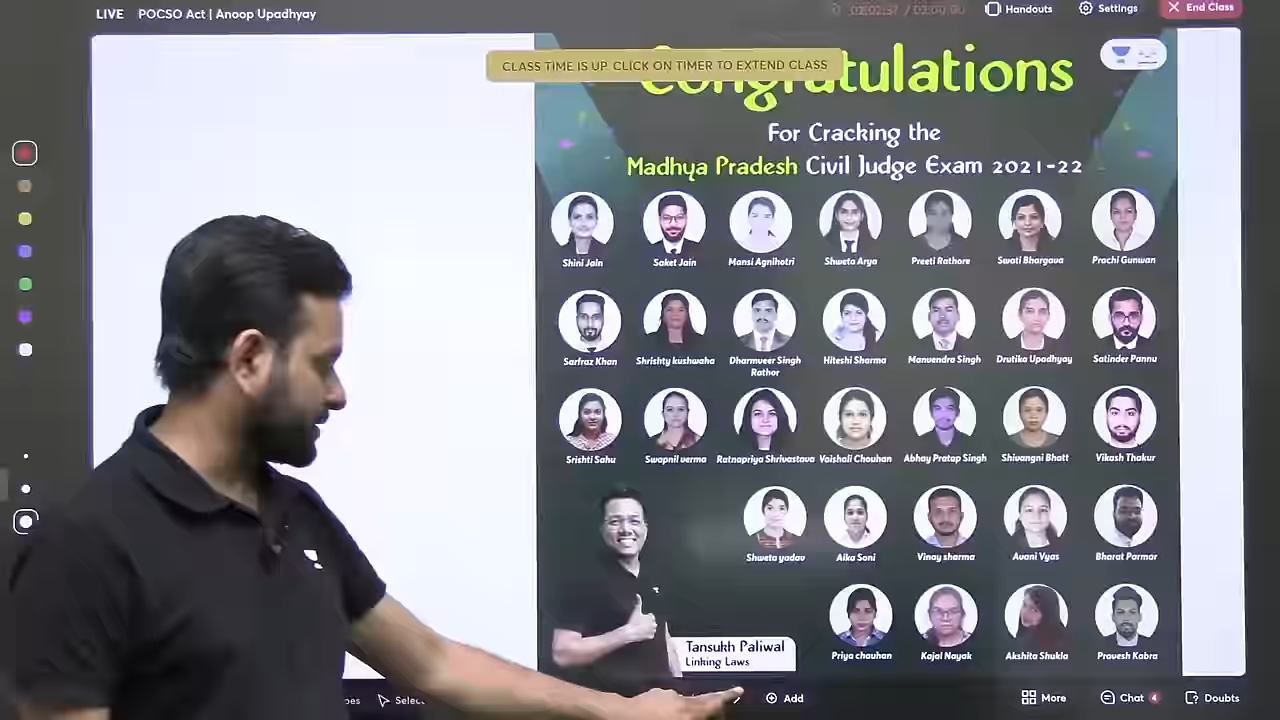 LIVE POCSO Act | Anoop Upadhyay
Handouts
Settings
End Class
CLASS TIME IS UP CLICK ON TIMER TO EXTEND CLASS
Congratulations
For Cracking the
Madhya Pradesh Civil Judge Exam 2021-22
Shini Jain Saket Jain Mansi Agnihotri Shweta Arya Preeti Rathore Swati Bhargava Prachi Gunwan
Sarfraz Khan Shrishty kushwaha Dharmveer Singh Rathor Hiteshi Sharma Manvendra Singh Drutika Upadhyay Satinder Pannu
Srishti Sahu Swapnil verma Ratnapriya Shrivastava Vaishali Chouhan Abhay Pratap Singh Shivangni Bhatt Vikash Thakur
Shweta yadav Aika Soni Vinay sharma Avani Vyas Bharat Parmar
Tansukh Paliwal
Linking Laws
Priya chauhan Kajal Nayak Akshita Shukla Pravesh Kabra
Add
More
Chat 4
Doubts